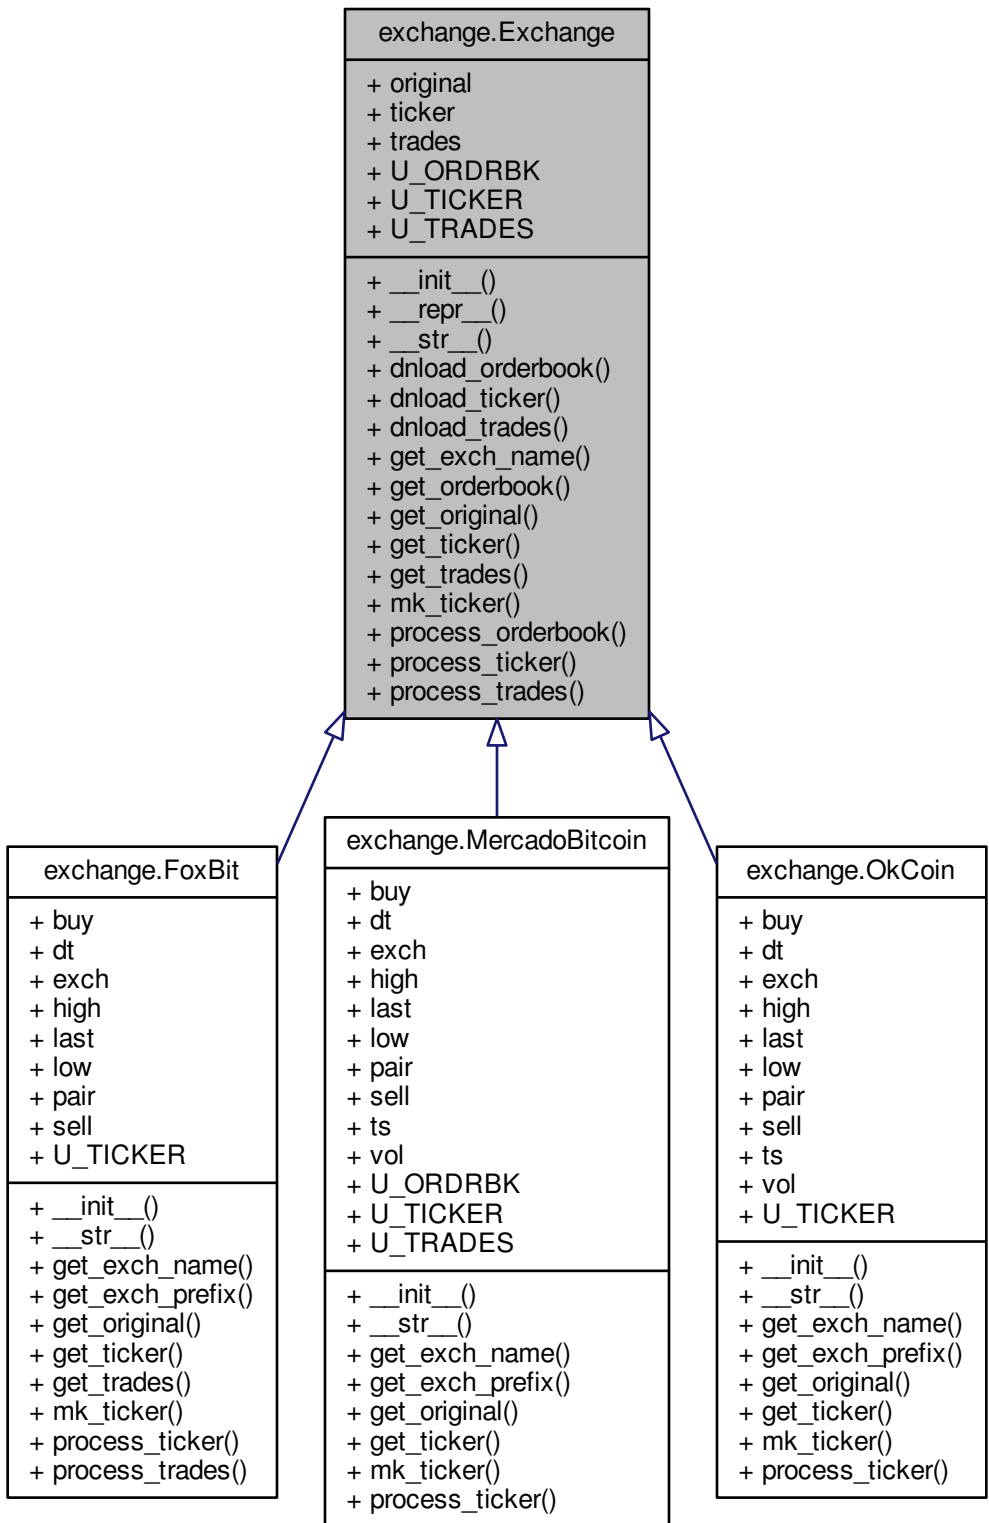 exchange.Exchange
+ original
+ ticker
+ trades
+ U_ORDRBK
+ U_TICKER
+ U_TRADES
+ __init__()
+ __repr__()
+ __str__()
+ dnload_orderbook()
+ dnload_ticker()
+ dnload_trades()
+ get_exch_name()
+ get_orderbook()
+ get_original()
+ get_ticker()
+ get_trades()
+ mk_ticker()
+ process_orderbook()
+ process_ticker()
+ process_trades()
exchange.FoxBit
+ buy
+ dt
+ exch
+ high
+ last
+ low
+ pair
+ sell
+ U_TICKER
+ __init__()
+ __str__()
+ get_exch_name()
+ get_exch_prefix()
+ get_original()
+ get_ticker()
+ get_trades()
+ mk_ticker()
+ process_ticker()
+ process_trades()
exchange.MercadoBitcoin
+ buy
+ dt
+ exch
+ high
+ last
+ low
+ pair
+ sell
+ ts
+ vol
+ U_ORDRBK
+ U_TICKER
+ U_TRADES
+ __init__()
+ __str__()
+ get_exch_name()
+ get_exch_prefix()
+ get_original()
+ get_ticker()
+ mk_ticker()
+ process_ticker()
exchange.OkCoin
+ buy
+ dt
+ exch
+ high
+ last
+ low
+ pair
+ sell
+ ts
+ vol
+ U_TICKER
+ __init__()
+ __str__()
+ get_exch_name()
+ get_exch_prefix()
+ get_original()
+ get_ticker()
+ mk_ticker()
+ process_ticker()